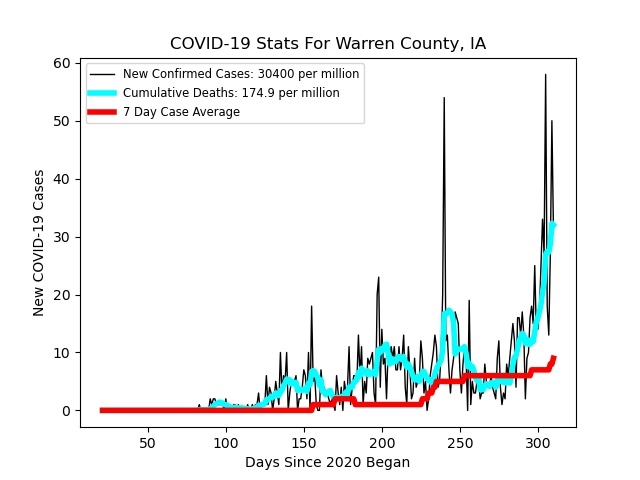 COVID-19 Stats For Warren County, IA
New Confirmed Cases: 30400 per million
Cumulative Deaths: 174.9 per million
7 Day Case Average
New COVID-19 Cases
60
50
40
30
20
10
0
50 100 150 200 250 300
Days Since 2020 Began